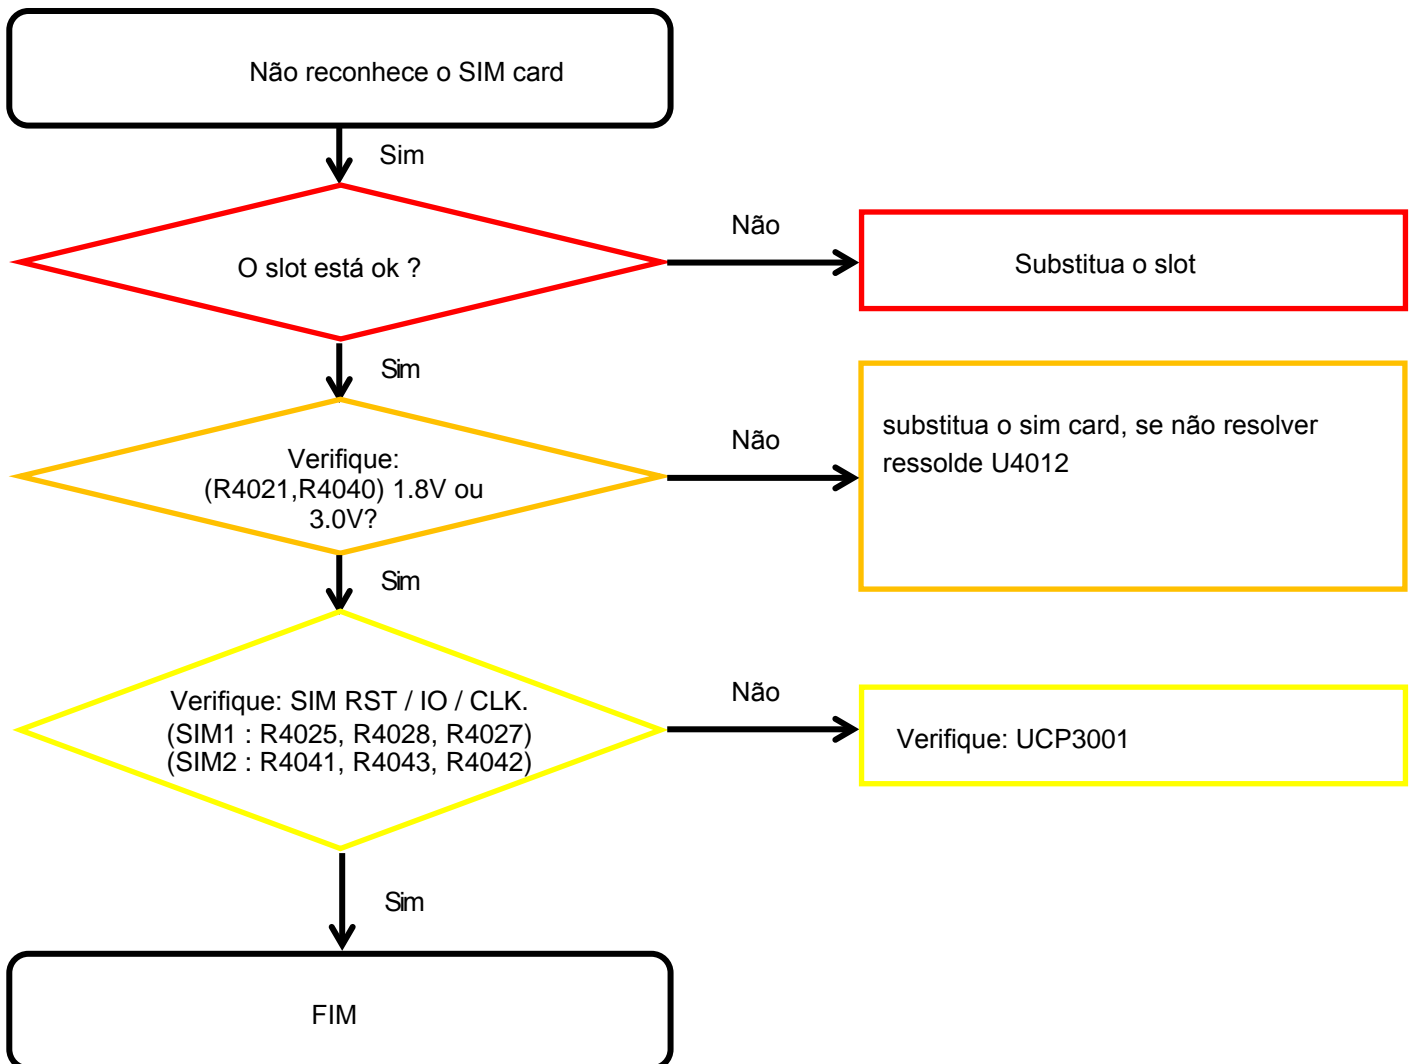 Não reconhece o SIM card
Sim
O slot está ok ?
Não
Substitua o slot
Sim
Verifique:
(R4021,R4040) 1.8V ou
3.0V?
Não
substitua o sim card, se não resolver
ressolde U4012
Sim
Verifique: SIM RST / IO / CLK.
(SIM1 : R4025, R4028, R4027)
(SIM2 : R4041, R4043, R4042)
Não
Verifique: UCP3001
Sim
FIM